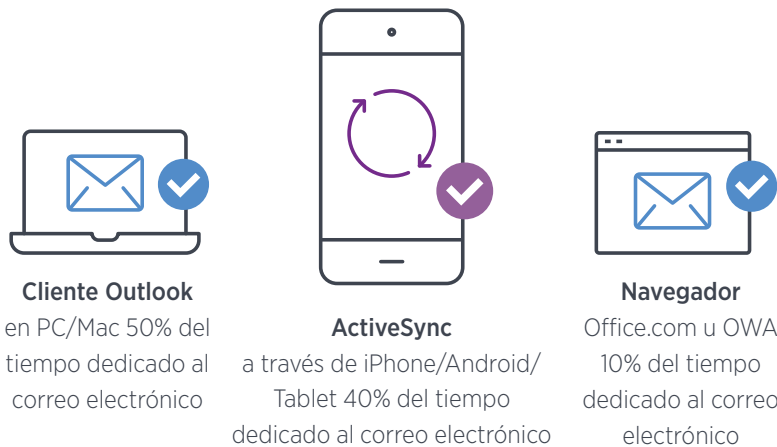 Cliente Outlook
en PC/Mac 50% del
tiempo dedicado al
correo electrónico
ActiveSync
a través de iPhone/Android/
Tablet 40% del tiempo
dedicado al correo electrónico
Navegador
Office.com u OWA
10% del tiempo
dedicado al correo
electrónico